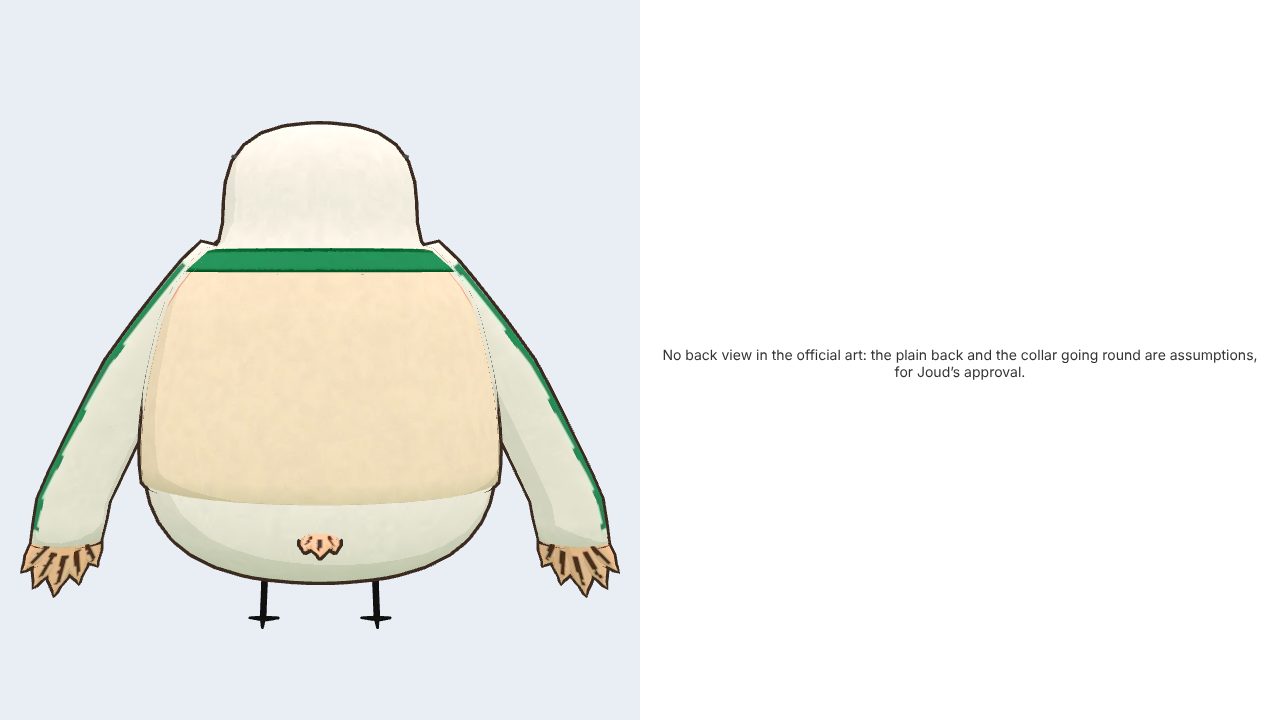 No back view in the official art: the plain back and the collar going round are assumptions,
for Joud’s approval.